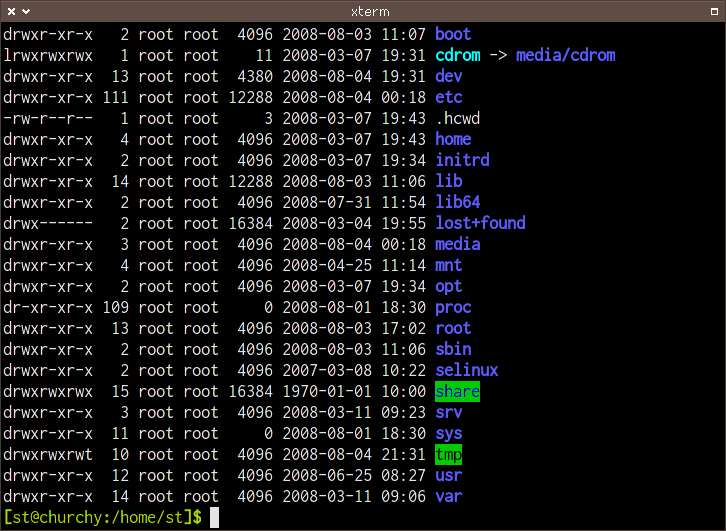 xterm
drwxr-xr-x   2 root root  4096 2008-08-03 11:07 boot
lrwxrwxrwx   1 root root    11 2008-03-07 19:31 cdrom -> media/cdrom
drwxr-xr-x  13 root root  4380 2008-08-04 19:31 dev
drwxr-xr-x 111 root root 12288 2008-08-04 00:18 etc
-rw-r--r--   1 root root     3 2008-03-07 19:43 .hcwd
drwxr-xr-x   4 root root  4096 2008-03-07 19:43 home
drwxr-xr-x   2 root root  4096 2008-03-07 19:34 initrd
drwxr-xr-x  14 root root 12288 2008-08-03 11:06 lib
drwxr-xr-x   2 root root  4096 2008-07-31 11:54 lib64
drwx------   2 root root 16384 2008-03-04 19:55 lost+found
drwxr-xr-x   3 root root  4096 2008-08-04 00:18 media
drwxr-xr-x   4 root root  4096 2008-04-25 11:14 mnt
drwxr-xr-x   2 root root  4096 2008-03-07 19:34 opt
dr-xr-xr-x 109 root root     0 2008-08-01 18:30 proc
drwxr-xr-x  13 root root  4096 2008-08-03 17:02 root
drwxr-xr-x   2 root root  4096 2008-08-03 11:06 sbin
drwxr-xr-x   2 root root  4096 2007-03-08 10:22 selinux
drwxrwxrwx  15 root root 16384 1970-01-01 10:00 share
drwxr-xr-x   3 root root  4096 2008-03-11 09:23 srv
drwxr-xr-x  11 root root     0 2008-08-01 18:30 sys
drwxrwxrwt  10 root root  4096 2008-08-04 21:31 tmp
drwxr-xr-x  12 root root  4096 2008-06-25 08:27 usr
drwxr-xr-x  14 root root  4096 2008-03-11 09:06 var
[st@churchy:/home/st]$